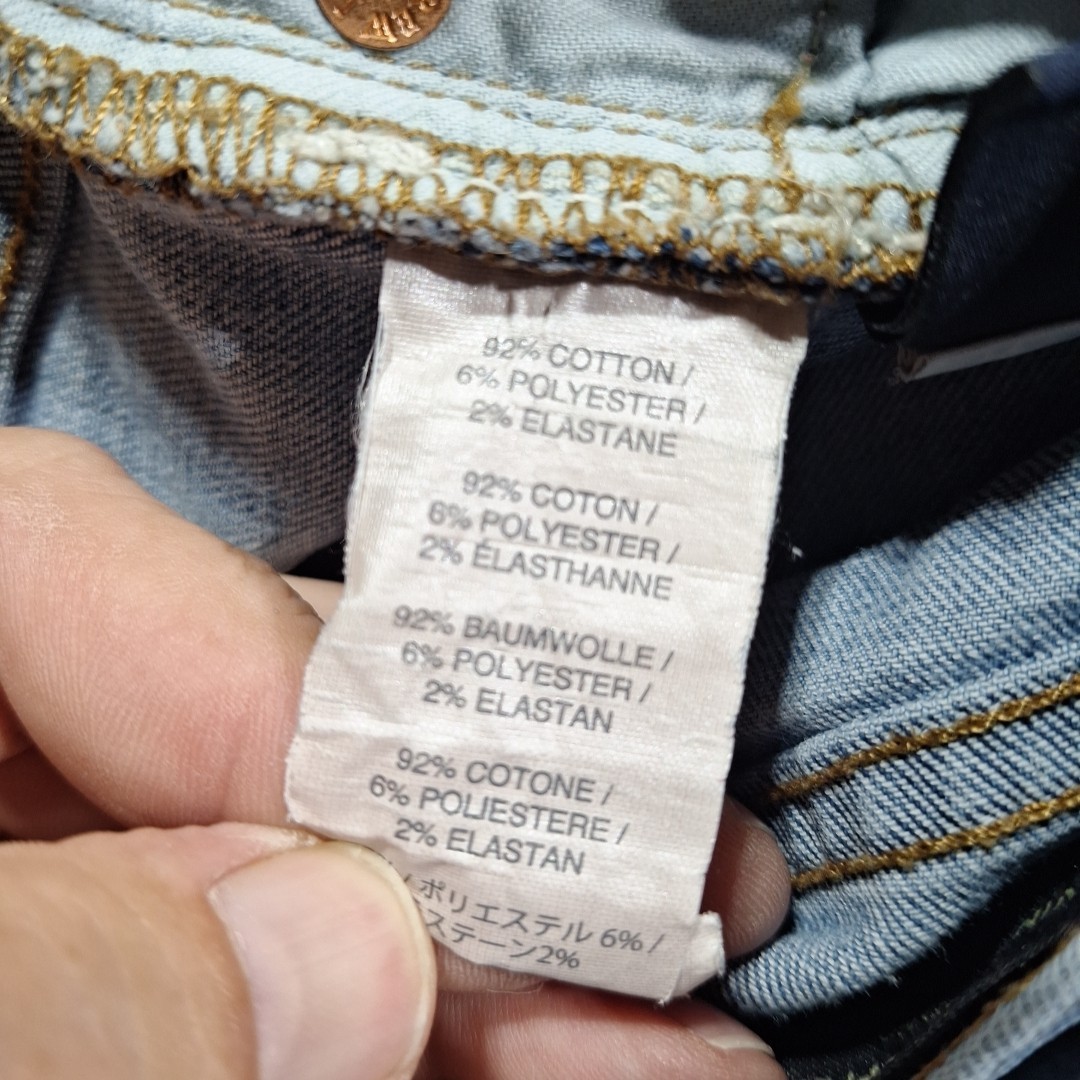 92% COTTON /
6% POLYESTER /
2% ELASTANE
92% COTON /
6% POLYESTER /
2% ÉLASTHANNE
92% BAUMWOLLE /
6% POLYESTER /
2% ELASTAN
92% COTONE /
6% POLIESTERE /
2% ELASTAN
/ ポリエステル 6% /
ステーン2%